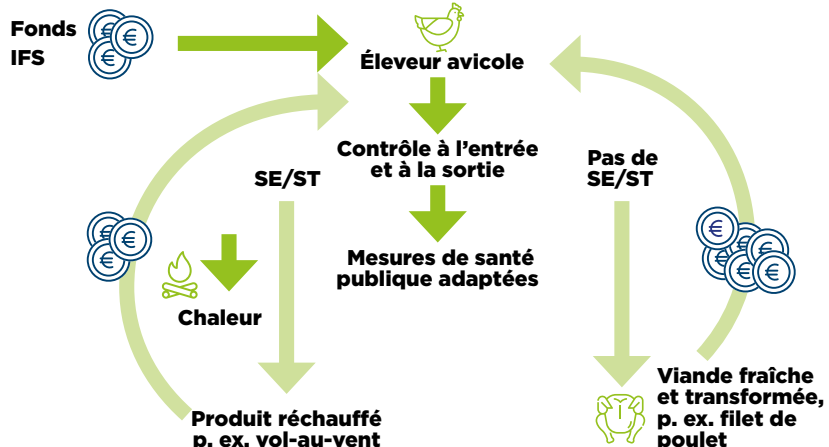 Fonds
IFS
Éleveur avicole
Contrôle à l’entrée
et à la sortie
SE/ST
Pas de
SE/ST
Mesures de santé
publique adaptées
Chaleur
Produit réchauffé
p. ex. vol-au-vent
Viande fraîche
et transformée,
p. ex. filet de
poulet